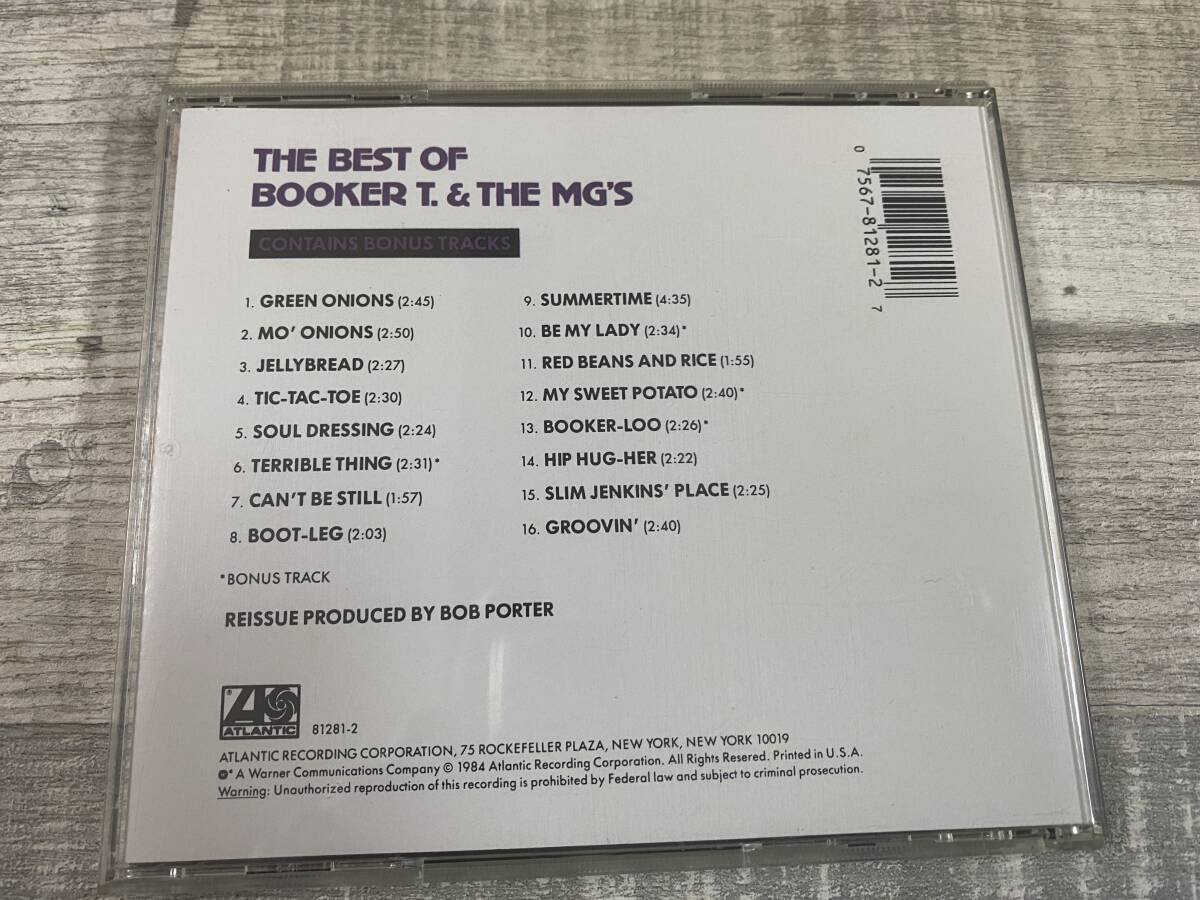 THE BEST OF
BOOKER T. & THE MG'S
CONTAINS BONUS TRACKS
1. GREEN ONIONS (2:45)
2. MO' ONIONS (2:50)
3. JELLYBREAD (2:27)
4. TIC-TAC-TOE (2:30)
5. SOUL DRESSING (2:24)
6. TERRIBLE THING (2:31)*
7. CAN'T BE STILL (1:57)
8. BOOT-LEG (2:03)
9. SUMMERTIME (4:35)
10. BE MY LADY (2:34)*
11. RED BEANS AND RICE (1:55)
12. MY SWEET POTATO (2:40)*
13. BOOKER-LOO (2:26)*
14. HIP HUG-HER (2:22)
15. SLIM JENKINS' PLACE (2:25)
16. GROOVIN' (2:40)
*BONUS TRACK
REISSUE PRODUCED BY BOB PORTER
0 7567-81281-2 7
ATLANTIC
81281-2
ATLANTIC RECORDING CORPORATION, 75 ROCKEFELLER PLAZA, NEW YORK, NEW YORK 10019
℗* A Warner Communications Company © 1984 Atlantic Recording Corporation. All Rights Resered. Printed in U.S.A.
Warning: Unauthorized reproduction of this recording is prohibited by Federal law and subject to criminal prosecution.